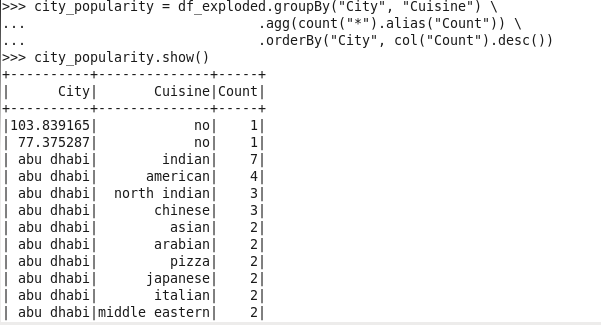 >>> city_popularity = df_exploded.groupBy("City", "Cuisine") \
...                             .agg(count("*").alias("Count")) \
...                             .orderBy("City", col("Count").desc())
>>> city_popularity.show()
+----------+--------------+-----+
|      City|       Cuisine|Count|
+----------+--------------+-----+
|103.839165|            no|    1|
| 77.375287|            no|    1|
| abu dhabi|        indian|    7|
| abu dhabi|      american|    4|
| abu dhabi|  north indian|    3|
| abu dhabi|       chinese|    3|
| abu dhabi|         asian|    2|
| abu dhabi|       arabian|    2|
| abu dhabi|         pizza|    2|
| abu dhabi|      japanese|    2|
| abu dhabi|       italian|    2|
| abu dhabi|middle eastern|    2|